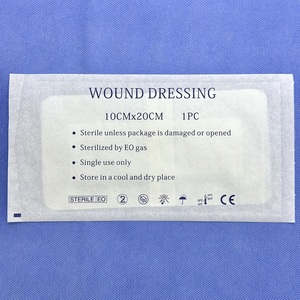 WOUND DRESSING
10CMx20CM 1PC
• Sterile unless package is damaged or opened
• Sterilized by EO gas
• Single use only
• Store in a cool and dry place
STERILE EO 2 CE